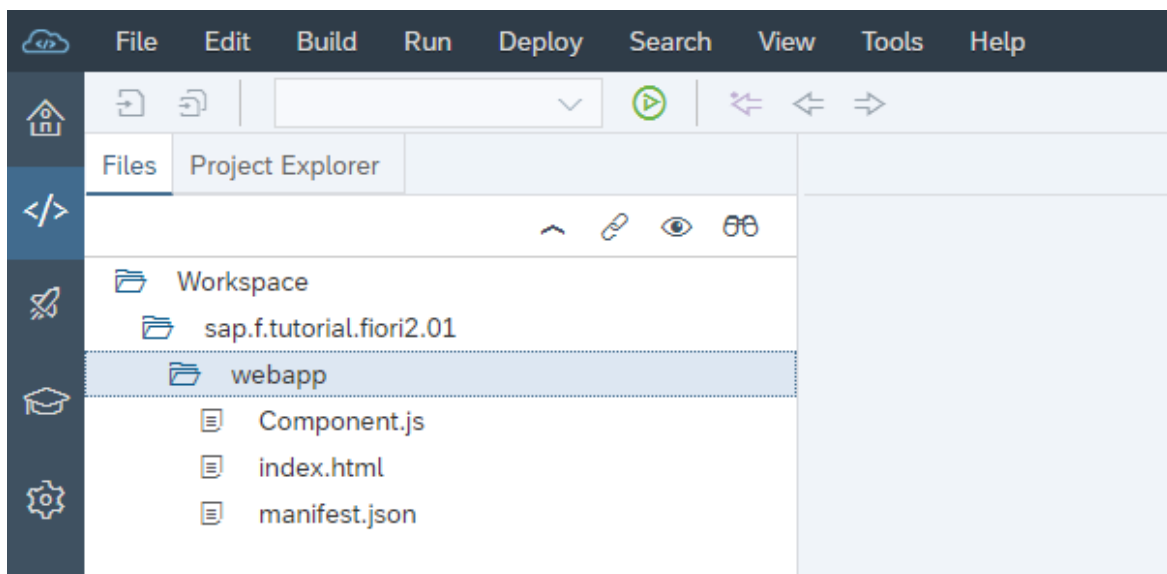 File Edit Build Run Deploy Search View Tools Help
Files Project Explorer
</>
Workspace
sap.f.tutorial.fiori2.01
webapp
Component.js
index.html
manifest.json